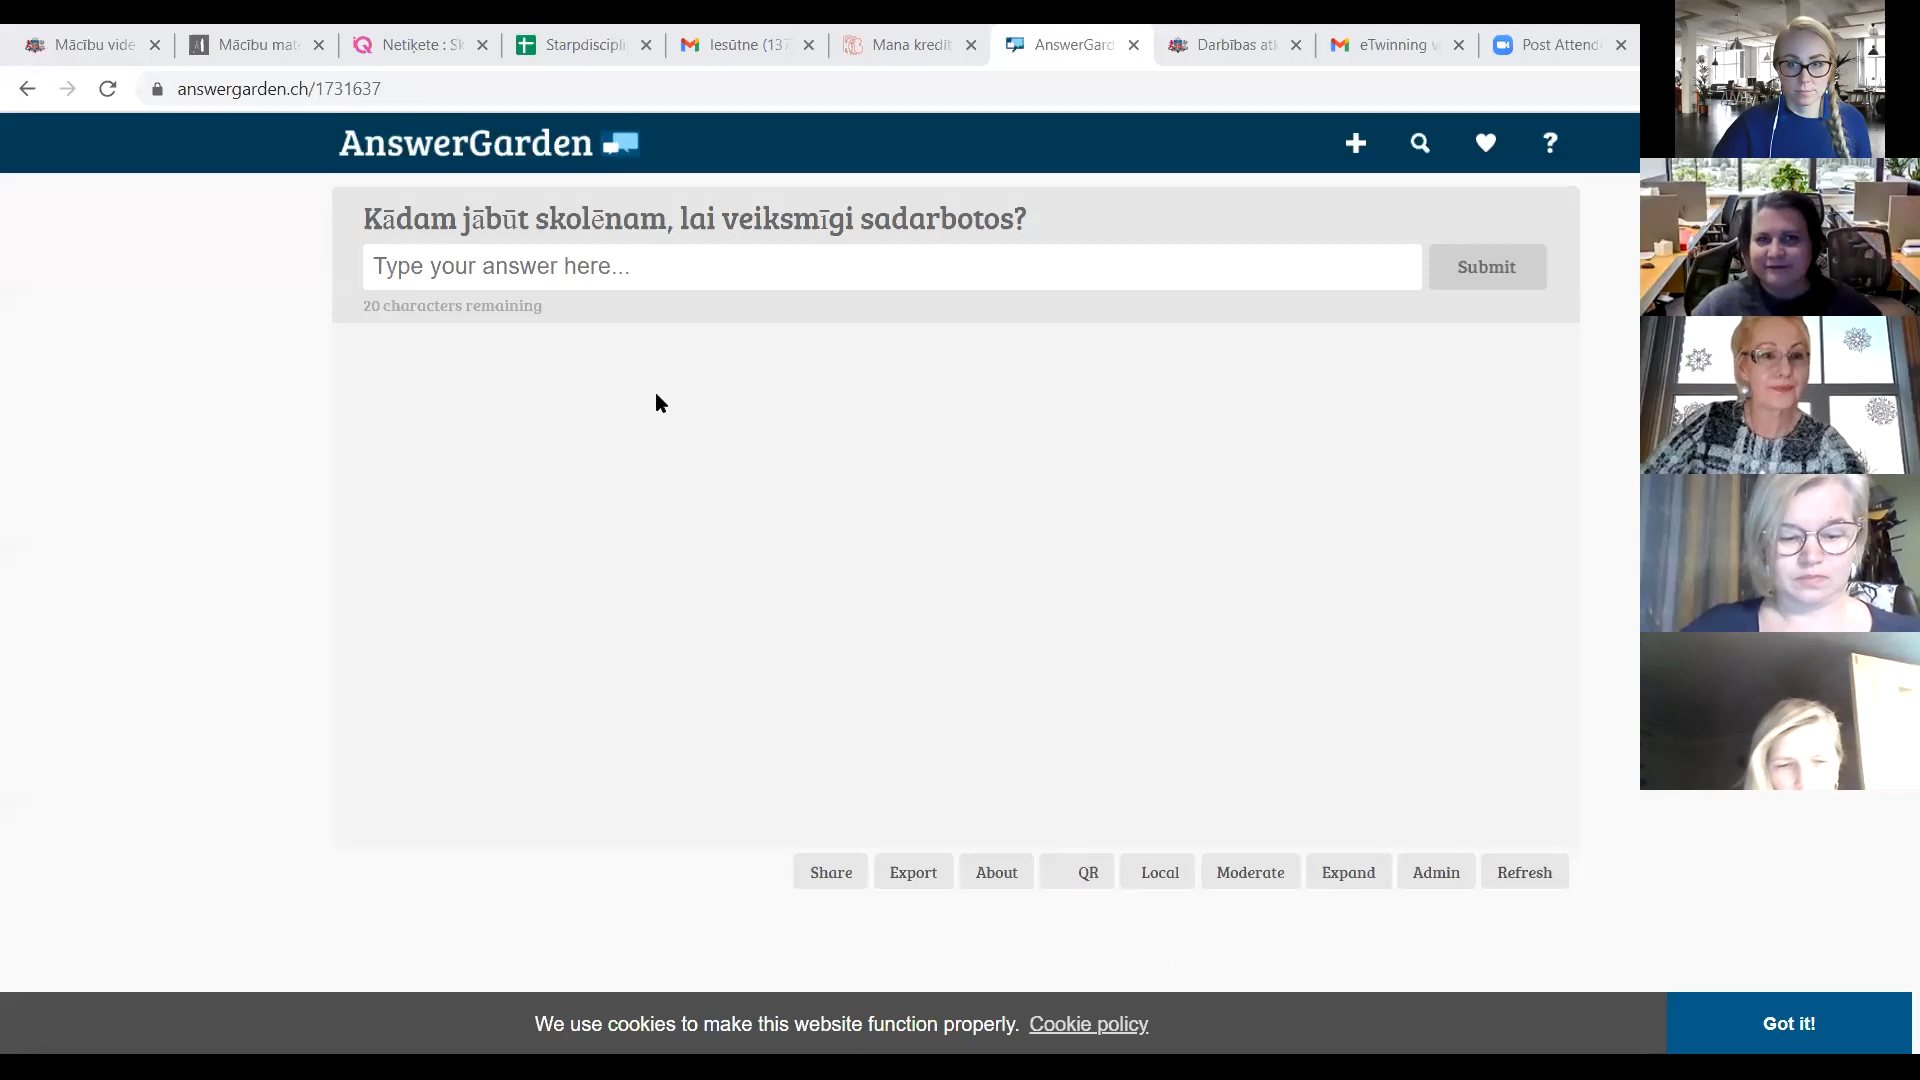 Mācību vide
Mācību mat
Netiķete : Sk
Starpdiscipli
Iesūtne (137
Mana kredīt
AnswerGard
Darbības atk
eTwinning v
Post Attend
answergarden.ch/1731637
AnswerGarden
Kādam jābūt skolēnam, lai veiksmīgi sadarbotos?
Type your answer here...
Submit
20 characters remaining
Share
Export
About
QR
Local
Moderate
Expand
Admin
Refresh
We use cookies to make this website function properly. Cookie policy
Got it!